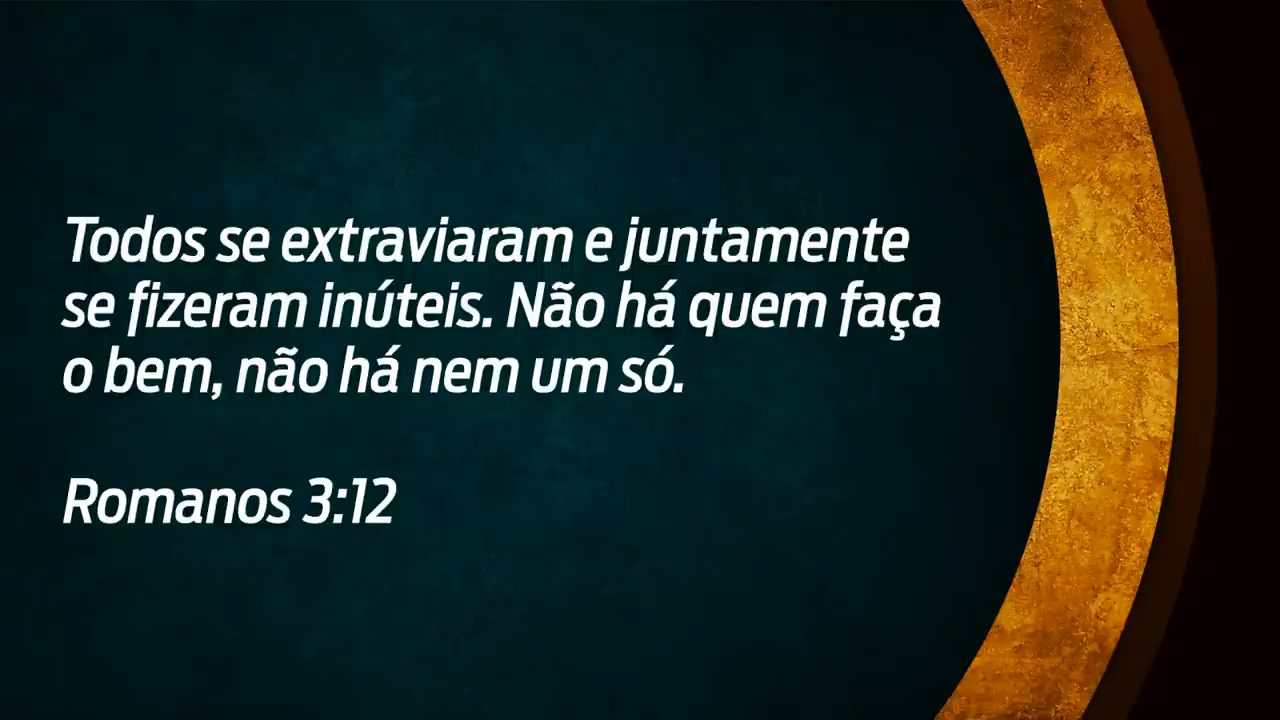 Todos se extraviaram e juntamente
se fizeram inúteis. Não há quem faça
o bem, não há nem um só.
Romanos 3:12